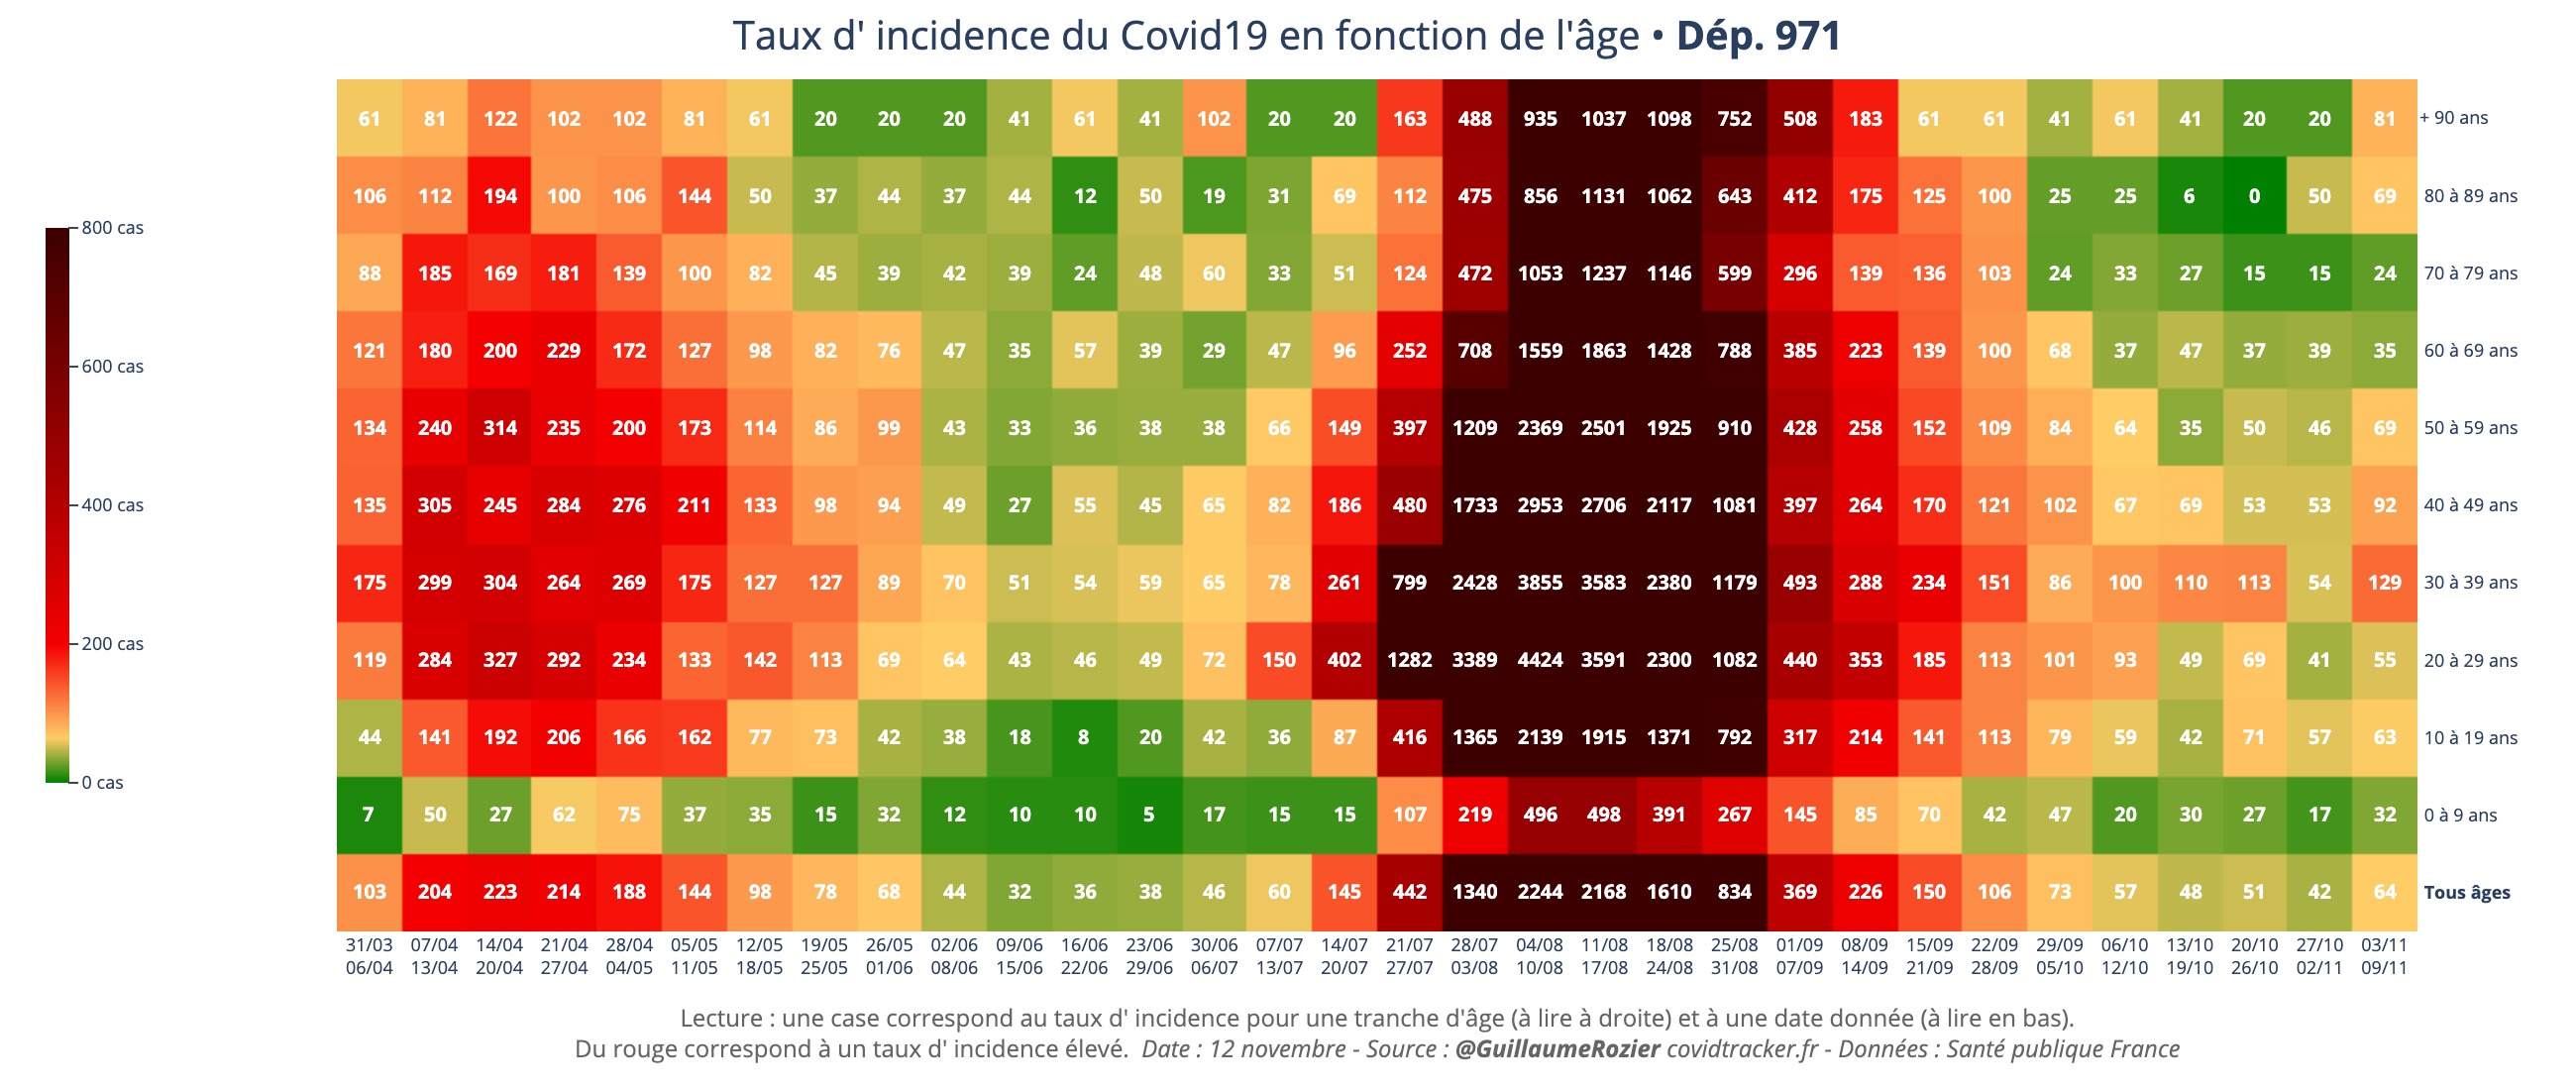 Taux d' incidence du Covid19 en fonction de l'âge • Dép. 971
800 cas
600 cas
400 cas
200 cas
0 cas
61 81 122 102 102 81 61 20 20 20 41 61 41 102 20 20 163 488 935 1037 1098 752 508 183 61 61 41 61 41 20 20 81 + 90 ans
106 112 194 100 106 144 50 37 44 37 44 12 50 19 31 69 112 475 856 1131 1062 643 412 175 125 100 25 25 6 0 50 69 80 à 89 ans
88 185 169 181 139 100 82 45 39 42 39 24 48 60 33 51 124 472 1053 1237 1146 599 296 139 136 103 24 33 27 15 15 24 70 à 79 ans
121 180 200 229 172 127 98 82 76 47 35 57 39 29 47 96 252 708 1559 1863 1428 788 385 223 139 100 68 37 47 37 39 35 60 à 69 ans
134 240 314 235 200 173 114 86 99 43 33 36 38 38 66 149 397 1209 2369 2501 1925 910 428 258 152 109 84 64 35 50 46 69 50 à 59 ans
135 305 245 284 276 211 133 98 94 49 27 55 45 65 82 186 480 1733 2953 2706 2117 1081 397 264 170 121 102 67 69 53 53 92 40 à 49 ans
175 299 304 264 269 175 127 127 89 70 51 54 59 65 78 261 799 2428 3855 3583 2380 1179 493 288 234 151 86 100 110 113 54 129 30 à 39 ans
119 284 327 292 234 133 142 113 69 64 43 46 49 72 150 402 1282 3389 4424 3591 2300 1082 440 353 185 113 101 93 49 69 41 55 20 à 29 ans
44 141 192 206 166 162 77 73 42 38 18 8 20 42 36 87 416 1365 2139 1915 1371 792 317 214 141 113 79 59 42 71 57 63 10 à 19 ans
7 50 27 62 75 37 35 15 32 12 10 10 5 17 15 15 107 219 496 498 391 267 145 85 70 42 47 20 30 27 17 32 0 à 9 ans
103 204 223 214 188 144 98 78 68 44 32 36 38 46 60 145 442 1340 2244 2168 1610 834 369 226 150 106 73 57 48 51 42 64 Tous âges
31/03 07/04 14/04 21/04 28/04 05/05 12/05 19/05 26/05 02/06 09/06 16/06 23/06 30/06 07/07 14/07 21/07 28/07 04/08 11/08 18/08 25/08 01/09 08/09 15/09 22/09 29/09 06/10 13/10 20/10 27/10 03/11
06/04 13/04 20/04 27/04 04/05 11/05 18/05 25/05 01/06 08/06 15/06 22/06 29/06 06/07 13/07 20/07 27/07 03/08 10/08 17/08 24/08 31/08 07/09 14/09 21/09 28/09 05/10 12/10 19/10 26/10 02/11 09/11
Lecture : une case correspond au taux d' incidence pour une tranche d'âge (à lire à droite) et à une date donnée (à lire en bas).
Du rouge correspond à un taux d' incidence élevé. Date : 12 novembre - Source : @GuillaumeRozier covidtracker.fr - Données : Santé publique France